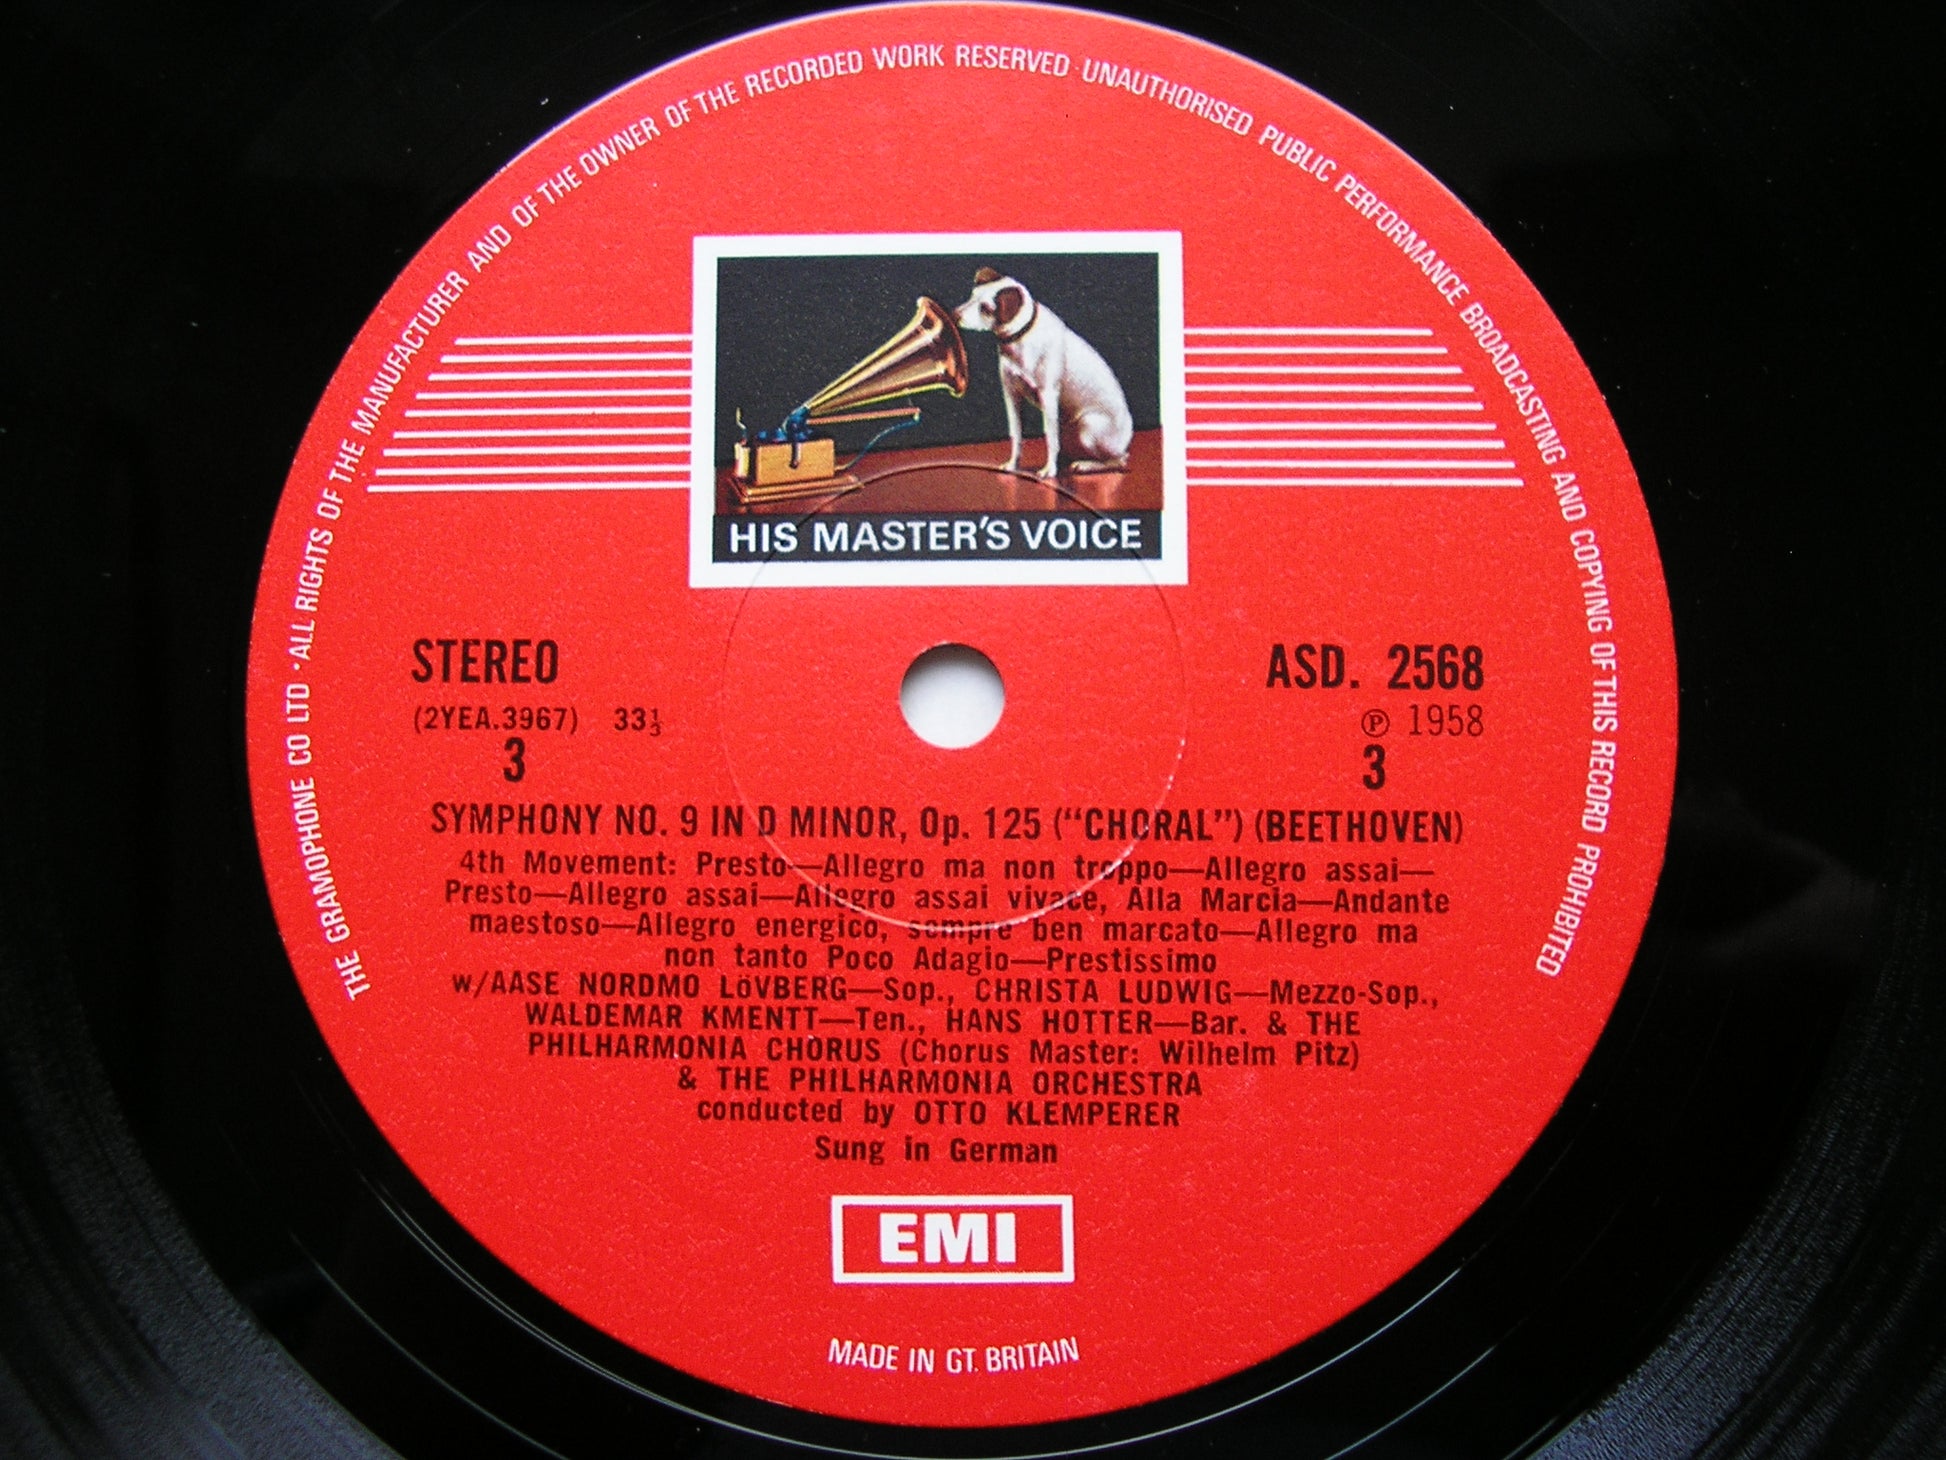 THE GRAMOPHONE CO LTD · ALL RIGHTS OF THE MANUFACTURER AND OF THE OWNER OF THE RECORDED WORK RESERVED · UNAUTHORISED PUBLIC PERFORMANCE BROADCASTING AND COPYING OF THIS RECORD PROHIBITED
HIS MASTER'S VOICE
STEREO ASD. 2568
(2YEA.3967) 33⅓ ℗ 1958
3 3
SYMPHONY NO. 9 IN D MINOR, Op. 125 ("CHORAL") (BEETHOVEN)
4th Movement: Presto—Allegro ma non troppo—Allegro assai—
Presto—Allegro assai—Allegro assai vivace, Alla Marcia—Andante
maestoso—Allegro energico, sempre ben marcato—Allegro ma
non tanto Poco Adagio—Prestissimo
w/AASE NORDMO LöVBERG—Sop., CHRISTA LUDWIG—Mezzo-Sop.,
WALDEMAR KMENTT—Ten., HANS HOTTER—Bar. & THE
PHILHARMONIA CHORUS (Chorus Master: Wilhelm Pitz)
& THE PHILHARMONIA ORCHESTRA
conducted by OTTO KLEMPERER
Sung in German
EMI
MADE IN GT. BRITAIN